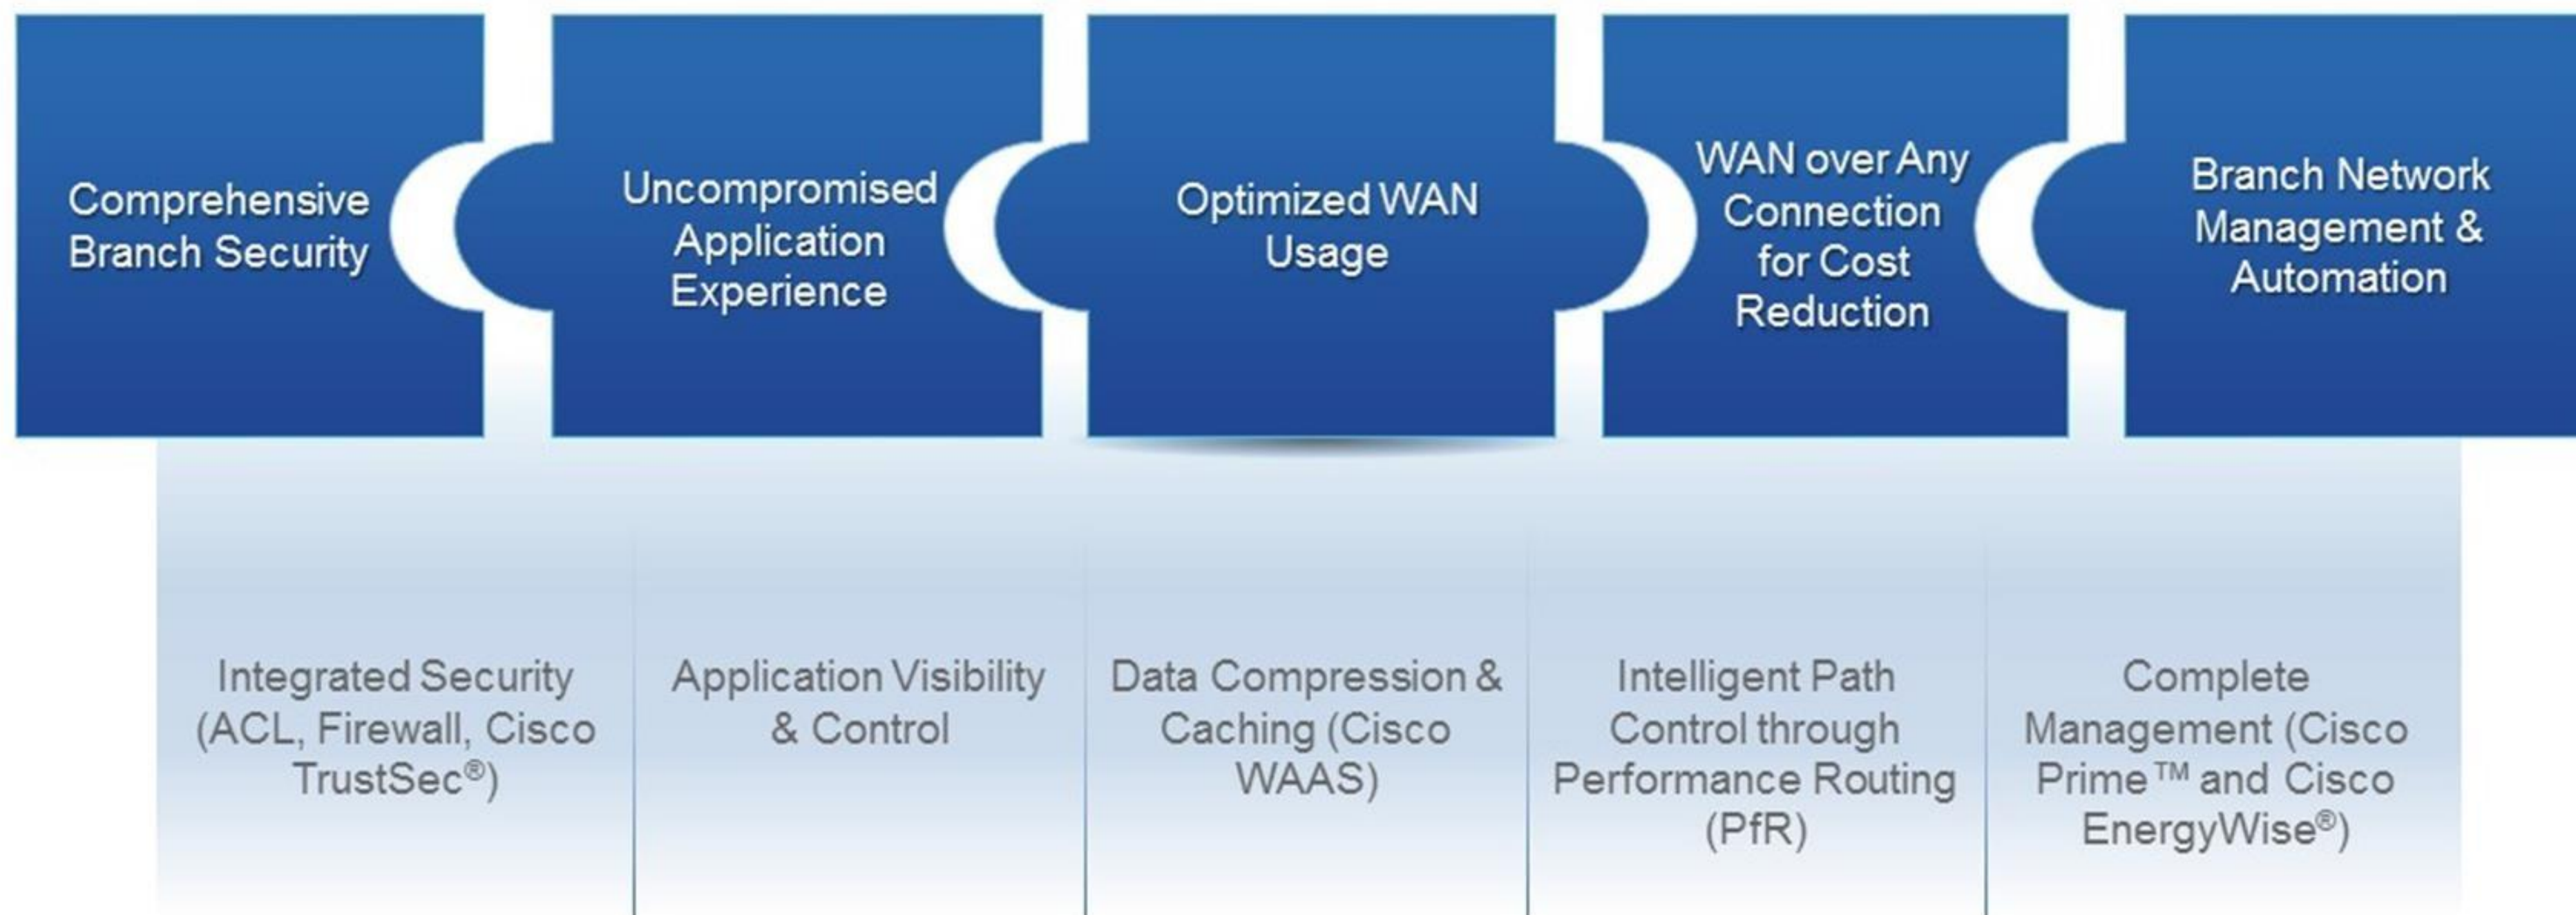 Comprehensive
Branch Security
Uncompromised
Application
Experience
Optimized WAN
Usage
WAN over Any
Connection
for Cost
Reduction
Branch Network
Management &
Automation
Integrated Security
(ACL, Firewall, Cisco
TrustSec®)
Application Visibility
& Control
Data Compression &
Caching (Cisco
WAAS)
Intelligent Path
Control through
Performance Routing
(PfR)
Complete
Management (Cisco
Prime™ and Cisco
EnergyWise®)